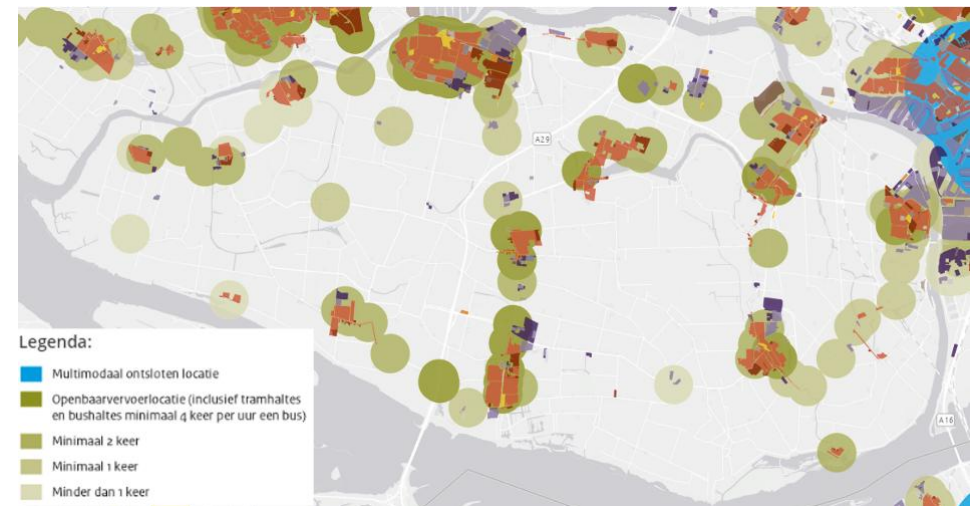 A29
Legenda:
Multimodaal ontsloten locatie
Openbaarvervoerlocatie (inclusief tramhaltes
en bushaltes minimaal 4 keer per uur een bus)
Minimaal 2 keer
Minimaal 1 keer
Minder dan 1 keer
A16